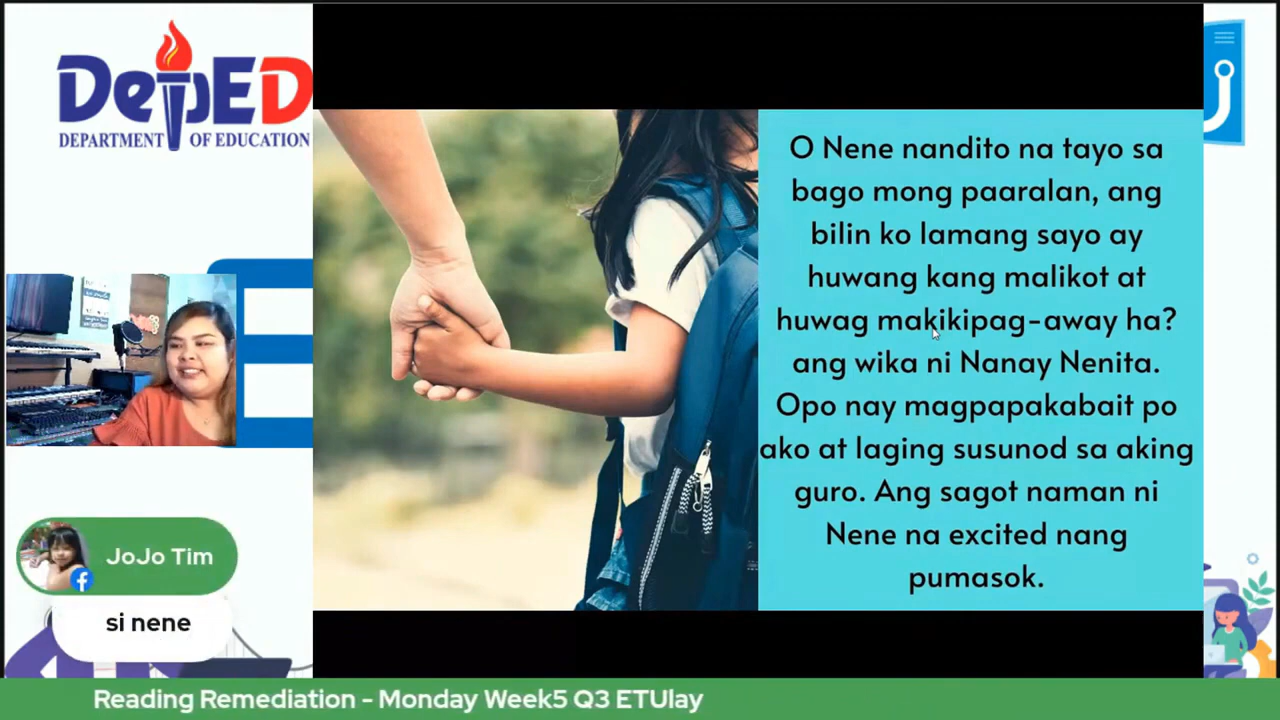 DepED
DEPARTMENT OF EDUCATION
O Nene nandito na tayo sa
bago mong paaralan, ang
bilin ko lamang sayo ay
huwang kang malikot at
huwag makikipag-away ha?
ang wika ni Nanay Nenita.
Opo nay magpapakabait po
ako at laging susunod sa aking
guro. Ang sagot naman ni
Nene na excited nang
pumasok.
JoJo Tim
si nene
Reading Remediation - Monday Week5 Q3 ETUlay